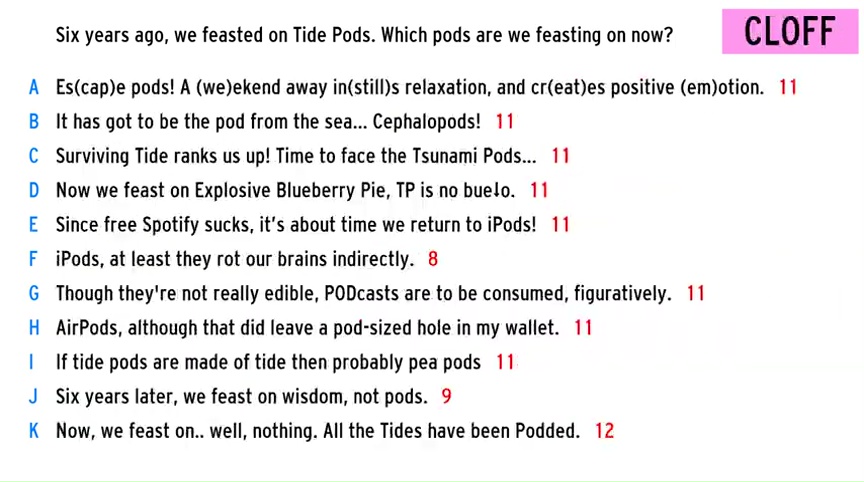 Six years ago, we feasted on Tide Pods. Which pods are we feasting on now?
CLOFF
A Es(cap)e pods! A (we)ekend away in(still)s relaxation, and cr(eat)es positive (em)otion. 11
B It has got to be the pod from the sea... Cephalopods! 11
C Surviving Tide ranks us up! Time to face the Tsunami Pods... 11
D Now we feast on Explosive Blueberry Pie, TP is no bue↓o. 11
E Since free Spotify sucks, it's about time we return to iPods! 11
F iPods, at least they rot our brains indirectly. 8
G Though they're not really edible, PODcasts are to be consumed, figuratively. 11
H AirPods, although that did leave a pod-sized hole in my wallet. 11
I If tide pods are made of tide then probably pea pods 11
J Six years later, we feast on wisdom, not pods. 9
K Now, we feast on.. well, nothing. All the Tides have been Podded. 12